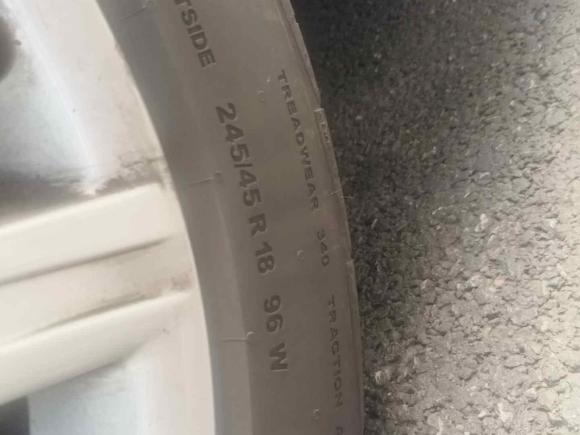 TSIDE 245/45 R 18 96 W
TREADWEAR 340 TRACTION